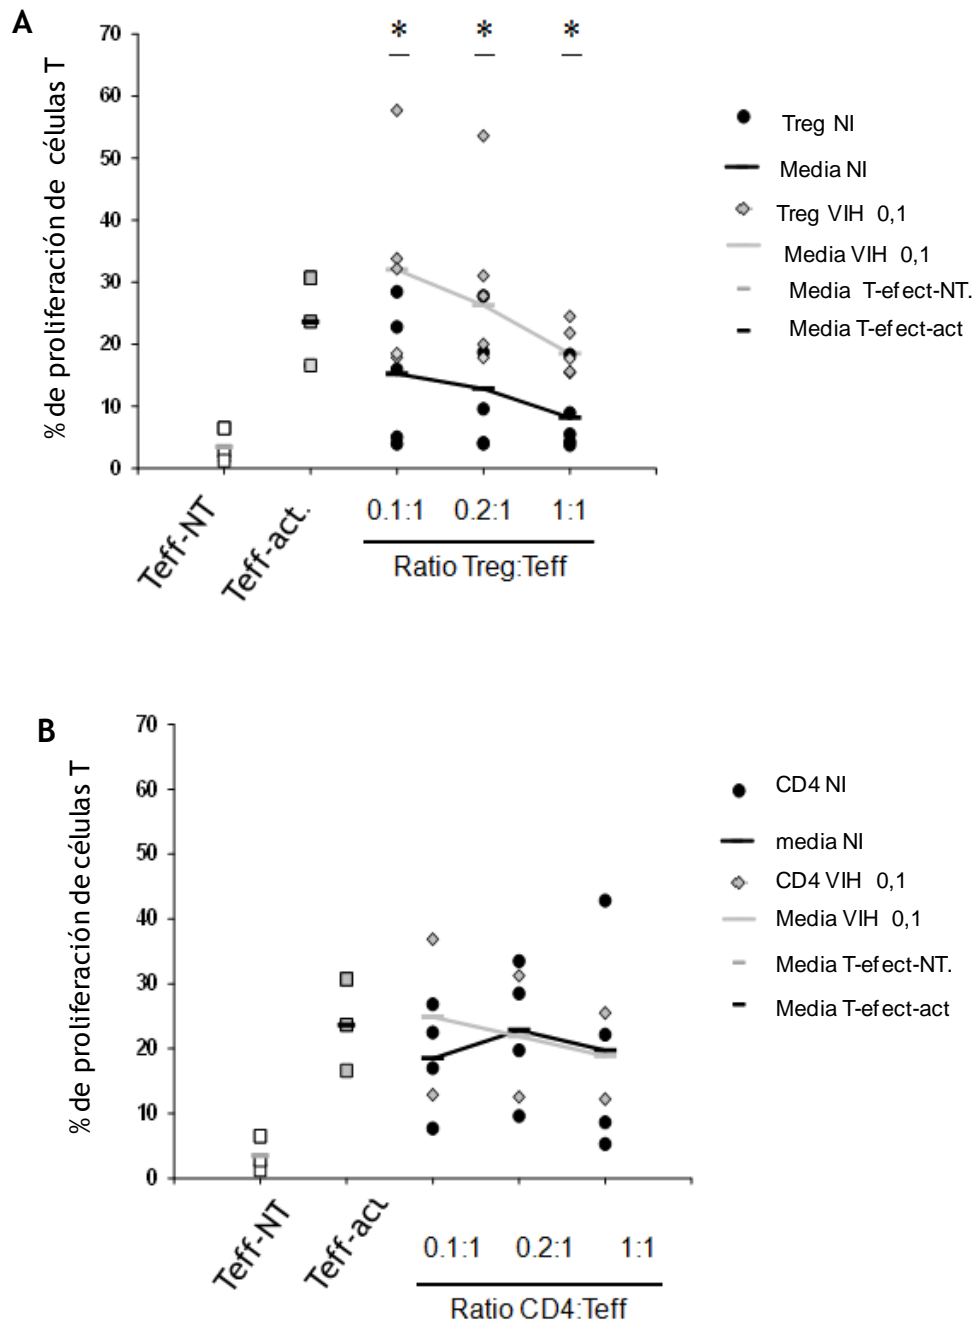 A
% de proliferación de células T
70
60
50
40
30
20
10
0
* * *
Teff-NT
Teff-act.
0.1:1 0.2:1 1:1
Ratio Treg:Teff
Treg NI
Media NI
Treg VIH 0,1
Media VIH 0,1
Media T-efect-NT.
Media T-efect-act
B
% de proliferación de células T
70
60
50
40
30
20
10
0
Teff-NT
Teff-act
0.1:1 0.2:1 1:1
Ratio CD4:Teff
CD4 NI
media NI
CD4 VIH 0,1
Media VIH 0,1
Media T-efect-NT.
Media T-efect-act